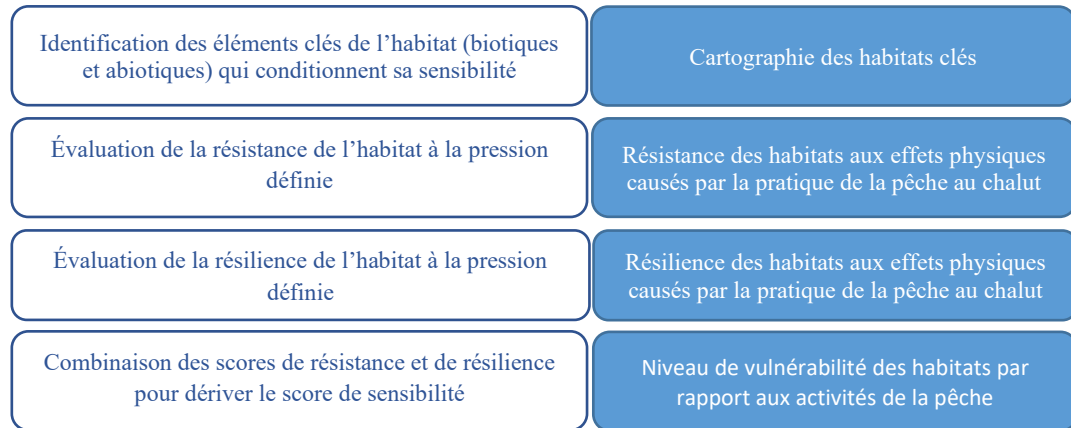 Identification des éléments clés de l'habitat (biotiques
et abiotiques) qui conditionnent sa sensibilité
Cartographie des habitats clés
Évaluation de la résistance de l'habitat à la pression
définie
Résistance des habitats aux effets physiques
causés par la pratique de la pêche au chalut
Évaluation de la résilience de l'habitat à la pression
définie
Résilience des habitats aux effets physiques
causés par la pratique de la pêche au chalut
Combinaison des scores de résistance et de résilience
pour dériver le score de sensibilité
Niveau de vulnérabilité des habitats par
rapport aux activités de la pêche